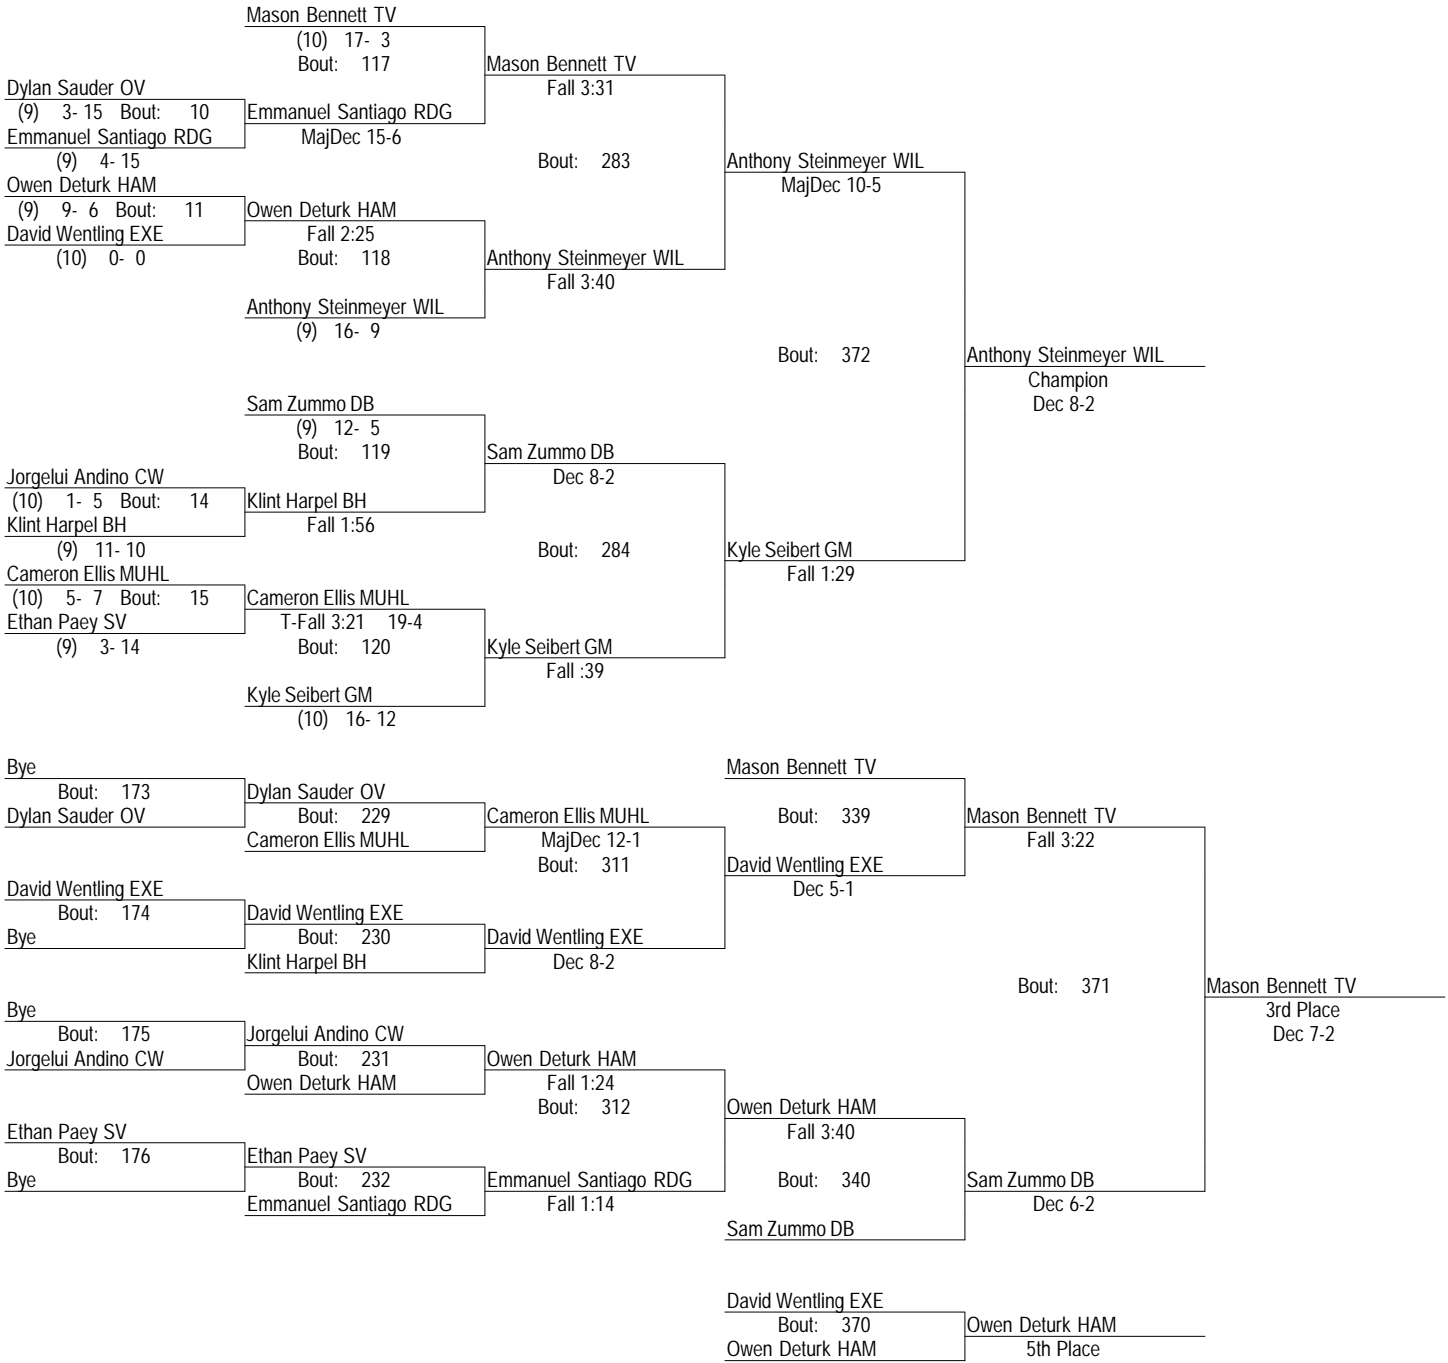 Mason Bennett TV
(10) 17- 3
Bout: 117
Mason Bennett TV
Fall 3:31
Dylan Sauder OV
(9) 3- 15 Bout: 10
Emmanuel Santiago RDG
Emmanuel Santiago RDG
MajDec 15-6
(9) 4- 15
Bout: 283
Anthony Steinmeyer WIL
MajDec 10-5
Owen Deturk HAM
(9) 9- 6 Bout: 11
Owen Deturk HAM
David Wentling EXE
Fall 2:25
(10) 0- 0
Bout: 118
Anthony Steinmeyer WIL
Fall 3:40
Anthony Steinmeyer WIL
(9) 16- 9
Bout: 372
Anthony Steinmeyer WIL
Champion
Dec 8-2
Sam Zummo DB
(9) 12- 5
Bout: 119
Sam Zummo DB
Dec 8-2
Jorgelui Andino CW
(10) 1- 5 Bout: 14
Klint Harpel BH
Klint Harpel BH
Fall 1:56
(9) 11- 10
Bout: 284
Kyle Seibert GM
Fall 1:29
Cameron Ellis MUHL
(10) 5- 7 Bout: 15
Cameron Ellis MUHL
Ethan Paey SV
T-Fall 3:21 19-4
(9) 3- 14
Bout: 120
Kyle Seibert GM
Fall :39
Kyle Seibert GM
(10) 16- 12
Bye
Bout: 173
Dylan Sauder OV
Dylan Sauder OV
Bout: 229
Cameron Ellis MUHL
Cameron Ellis MUHL
MajDec 12-1
Bout: 311
Mason Bennett TV
Bout: 339
Mason Bennett TV
Fall 3:22
David Wentling EXE
Dec 5-1
David Wentling EXE
Bout: 174
David Wentling EXE
Bye
Bout: 230
David Wentling EXE
Klint Harpel BH
Dec 8-2
Bout: 371
Mason Bennett TV
3rd Place
Dec 7-2
Bye
Bout: 175
Jorgelui Andino CW
Jorgelui Andino CW
Bout: 231
Owen Deturk HAM
Owen Deturk HAM
Fall 1:24
Bout: 312
Owen Deturk HAM
Fall 3:40
Ethan Paey SV
Bout: 176
Ethan Paey SV
Bye
Bout: 232
Emmanuel Santiago RDG
Emmanuel Santiago RDG
Fall 1:14
Bout: 340
Sam Zummo DB
Dec 6-2
Sam Zummo DB
David Wentling EXE
Bout: 370
Owen Deturk HAM
Owen Deturk HAM
5th Place